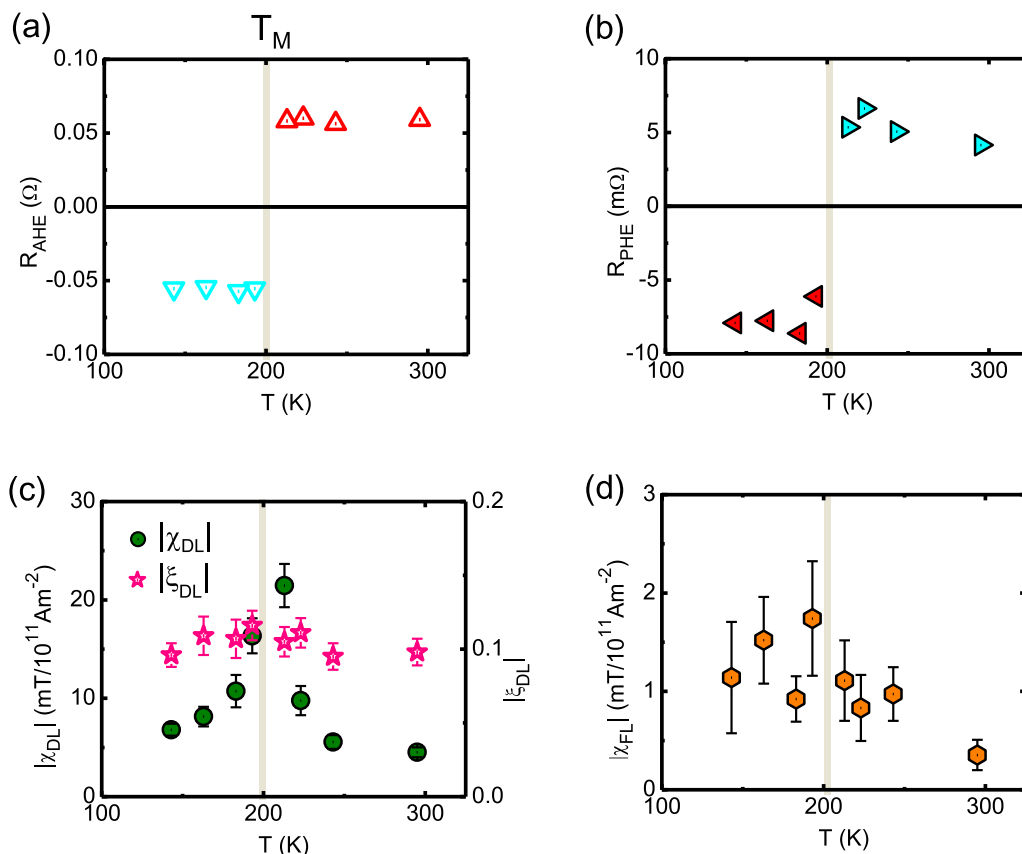 (a)
T_M
0.10
0.05
0.00
-0.05
-0.10
R_AHE (Ω)
100
200
300
T (K)
(b)
10
5
0
-5
-10
R_PHE (mΩ)
100
200
300
T (K)
(c)
30
20
10
0
|χ_DL| (mT/10^11 Am^-2)
|χ_DL|
|ξ_DL|
0.2
0.1
0.0
|ξ_DL|
100
200
300
T (K)
(d)
3
2
1
0
|χ_FL| (mT/10^11 Am^-2)
100
200
300
T (K)